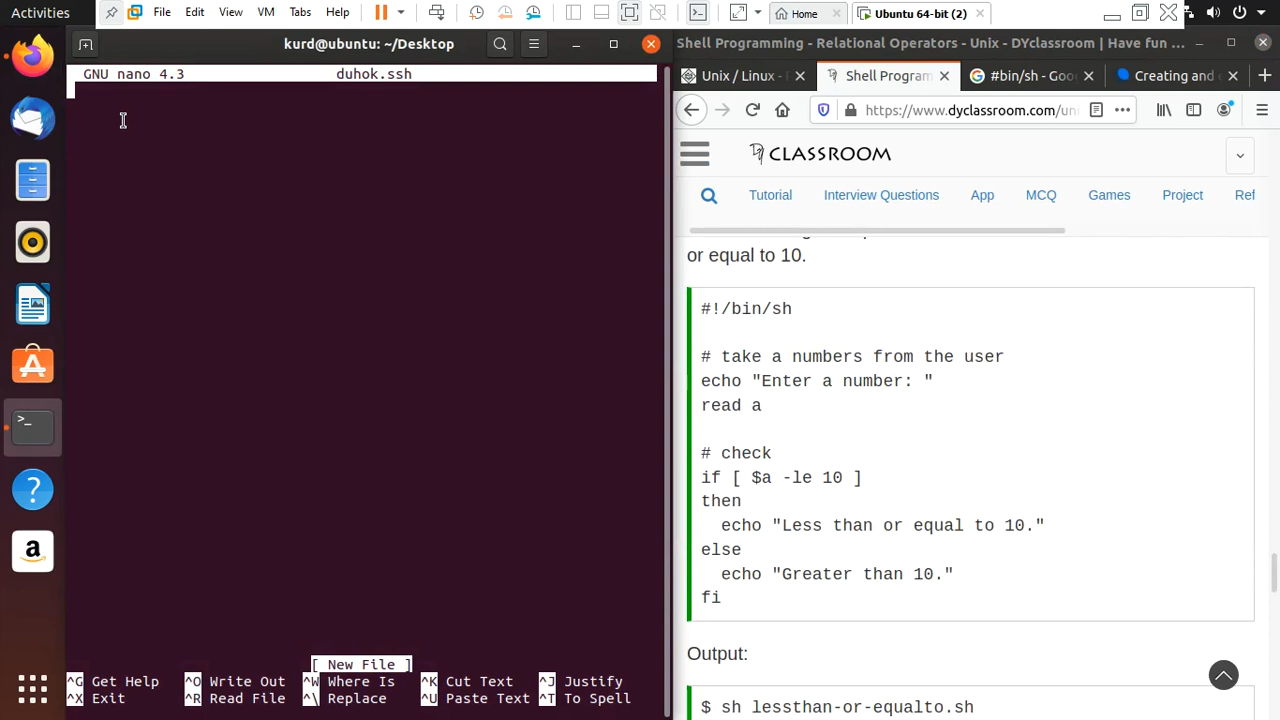 Activities
File Edit View VM Tabs Help
Home
Ubuntu 64-bit (2)
kurd@ubuntu: ~/Desktop
GNU nano 4.3 duhok.ssh
[ New File ]
^G Get Help ^O Write Out ^W Where Is ^K Cut Text ^J Justify
^X Exit ^R Read File ^\ Replace ^U Paste Text ^T To Spell
Shell Programming - Relational Operators - Unix - DYclassroom | Have fun ...
Unix / Linux - Shell Program #bin/sh - Goo Creating and
https://www.dyclassroom.com/uni
CLASSROOM
Tutorial Interview Questions App MCQ Games Project Ref
or equal to 10.
#!/bin/sh
# take a numbers from the user
echo "Enter a number: "
read a
# check
if [ $a -le 10 ]
then
echo "Less than or equal to 10."
else
echo "Greater than 10."
fi
Output:
$ sh lessthan-or-equalto.sh